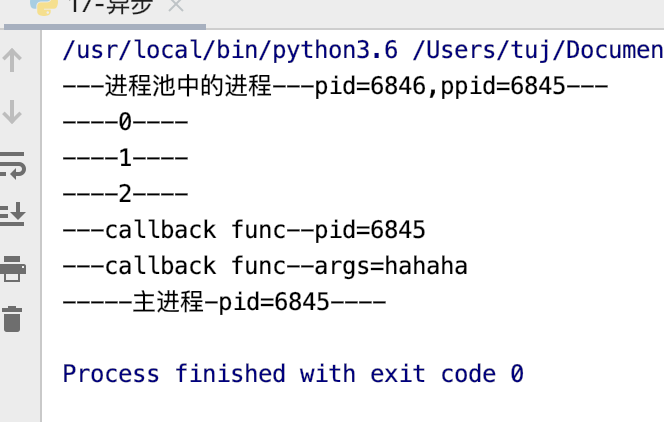 17-异步
/usr/local/bin/python3.6 /Users/tuj/Documen
---进程池中的进程---pid=6846,ppid=6845---
----0----
----1----
----2----
---callback func--pid=6845
---callback func--args=hahaha
-----主进程-pid=6845----
Process finished with exit code 0